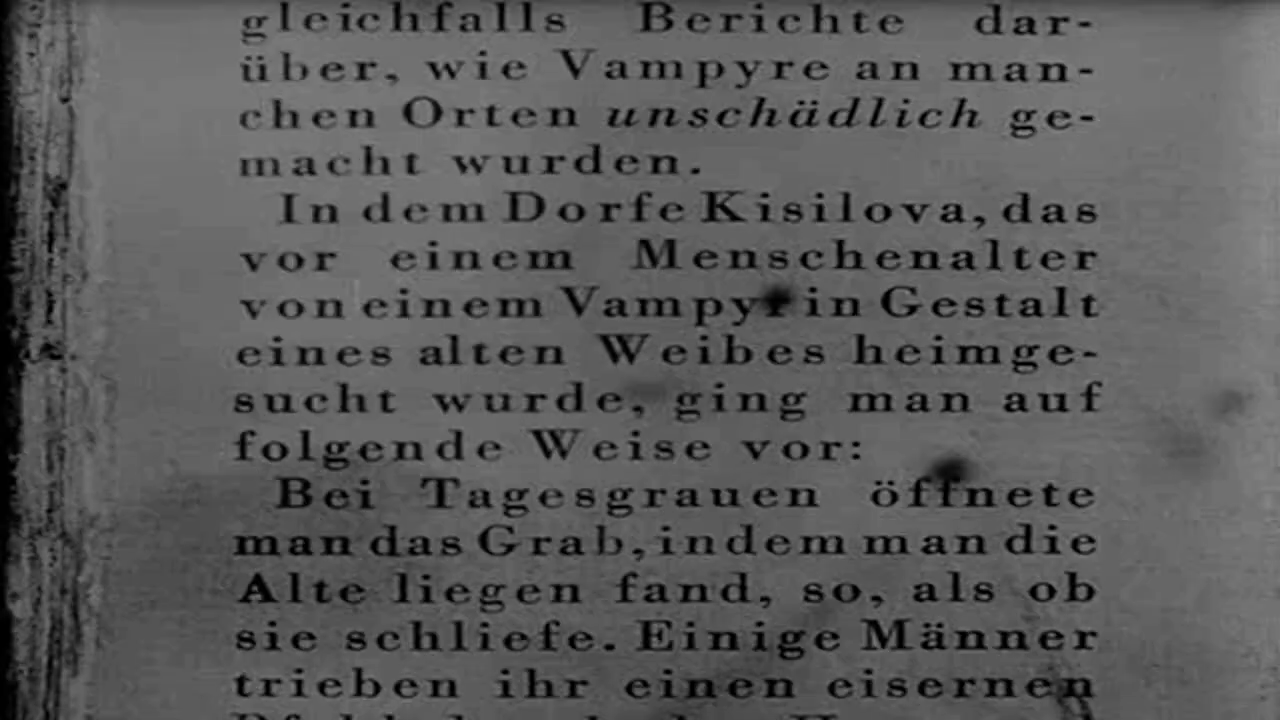 gleichfalls Berichte dar-
über, wie Vampyre an man-
chen Orten unschädlich ge-
macht wurden.
In dem Dorfe Kisilova, das
vor einem Menschenalter
von einem Vampyr in Gestalt
eines alten Weibes heimge-
sucht wurde, ging man auf
folgende Weise vor:
Bei Tagesgrauen öffnete
man das Grab, indem man die
Alte liegen fand, so, als ob
sie schliefe. Einige Männer
trieben ihr einen eisernen